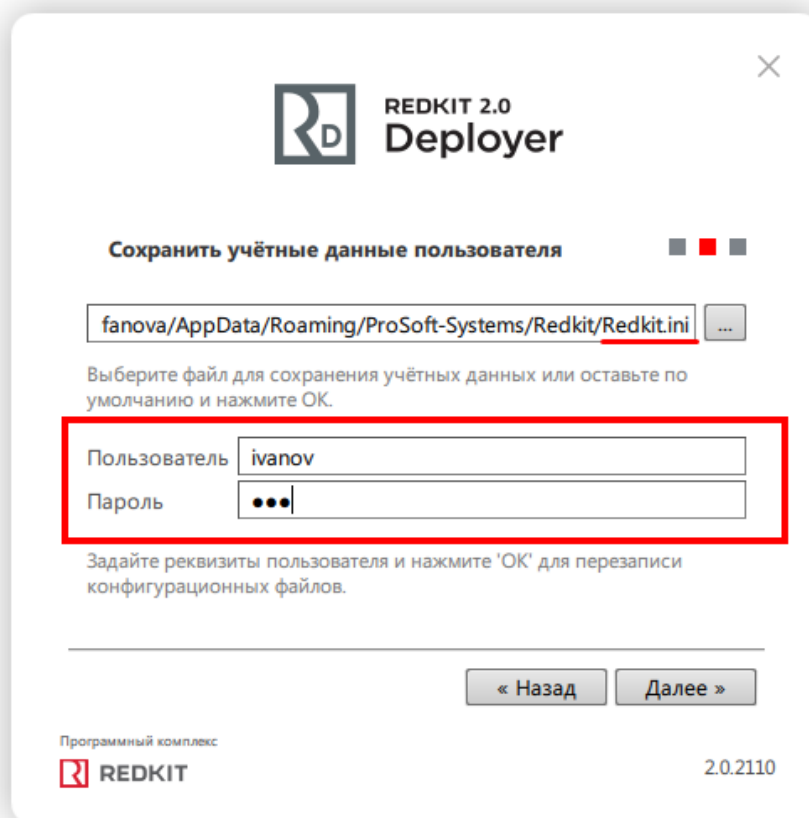 REDKIT 2.0
Deployer
Сохранить учётные данные пользователя
fanova/AppData/Roaming/ProSoft-Systems/Redkit/Redkit.ini ...
Выберите файл для сохранения учётных данных или оставьте по
умолчанию и нажмите ОК.
Пользователь ivanov
Пароль ●●●
Задайте реквизиты пользователя и нажмите 'ОК' для перезаписи
конфигурационных файлов.
« Назад Далее »
Программный комплекс
REDKIT
2.0.2110